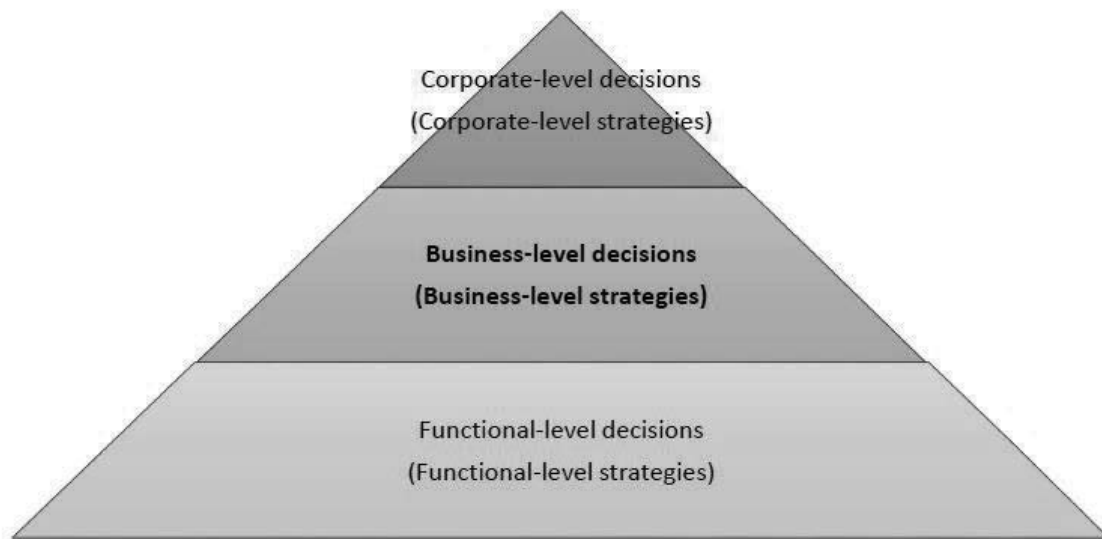 Corporate-level decisions
(Corporate-level strategies)
Business-level decisions
(Business-level strategies)
Functional-level decisions
(Functional-level strategies)